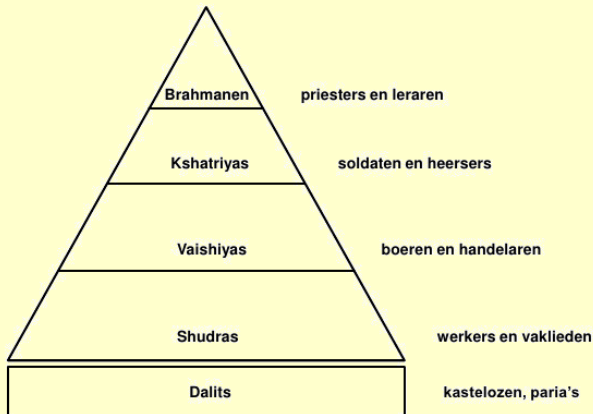 Brahmanen priesters en leraren
Kshatriyas soldaten en heersers
Vaishiyas boeren en handelaren
Shudras werkers en vaklieden
Dalits kastelozen, paria's